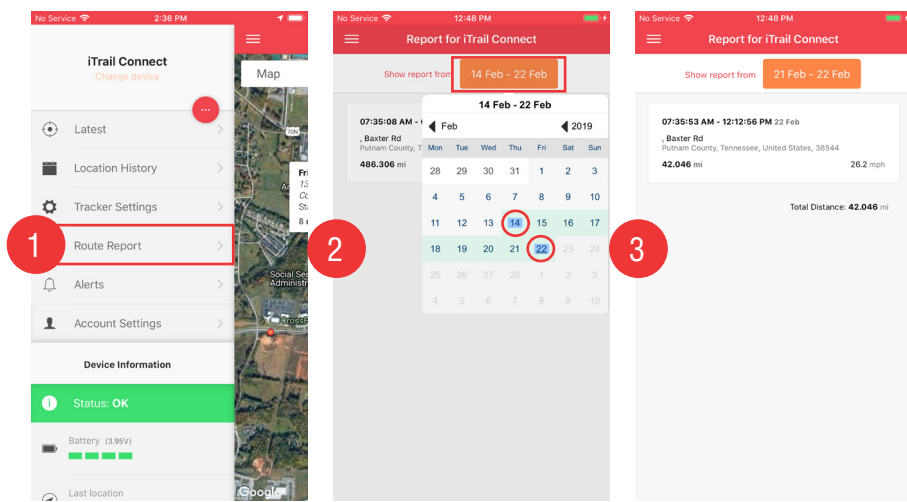 No Service 2:36 PM
iTrail Connect
Change device
...
Latest
Location History
Tracker Settings
1 Route Report
Alerts
Account Settings
Device Information
Status: OK
Battery (3.95V)
Last location
Map
70N
Fri
13
8
Social Sec
Administr
Google
No Service 12:48 PM
Report for iTrail Connect
Show report from 14 Feb - 22 Feb
14 Feb - 22 Feb
07:35:08 AM -
, Baxter Rd
Putnam County, T
486.306 mi
Feb 2019
Mon Tue Wed Thu Fri Sat Sun
28 29 30 31 1 2 3
4 5 6 7 8 9 10
11 12 13 14 15 16 17
18 19 20 21 22 23 24
25 26 27 28 1 2 3
4 5 6 7 8 9 10
2
No Service 12:48 PM
Report for iTrail Connect
Show report from 21 Feb - 22 Feb
07:35:53 AM - 12:12:56 PM 22 Feb
, Baxter Rd
Putnam County, Tennessee, United States, 38544
42.046 mi 26.2 mph
Total Distance: 42.046 mi
3